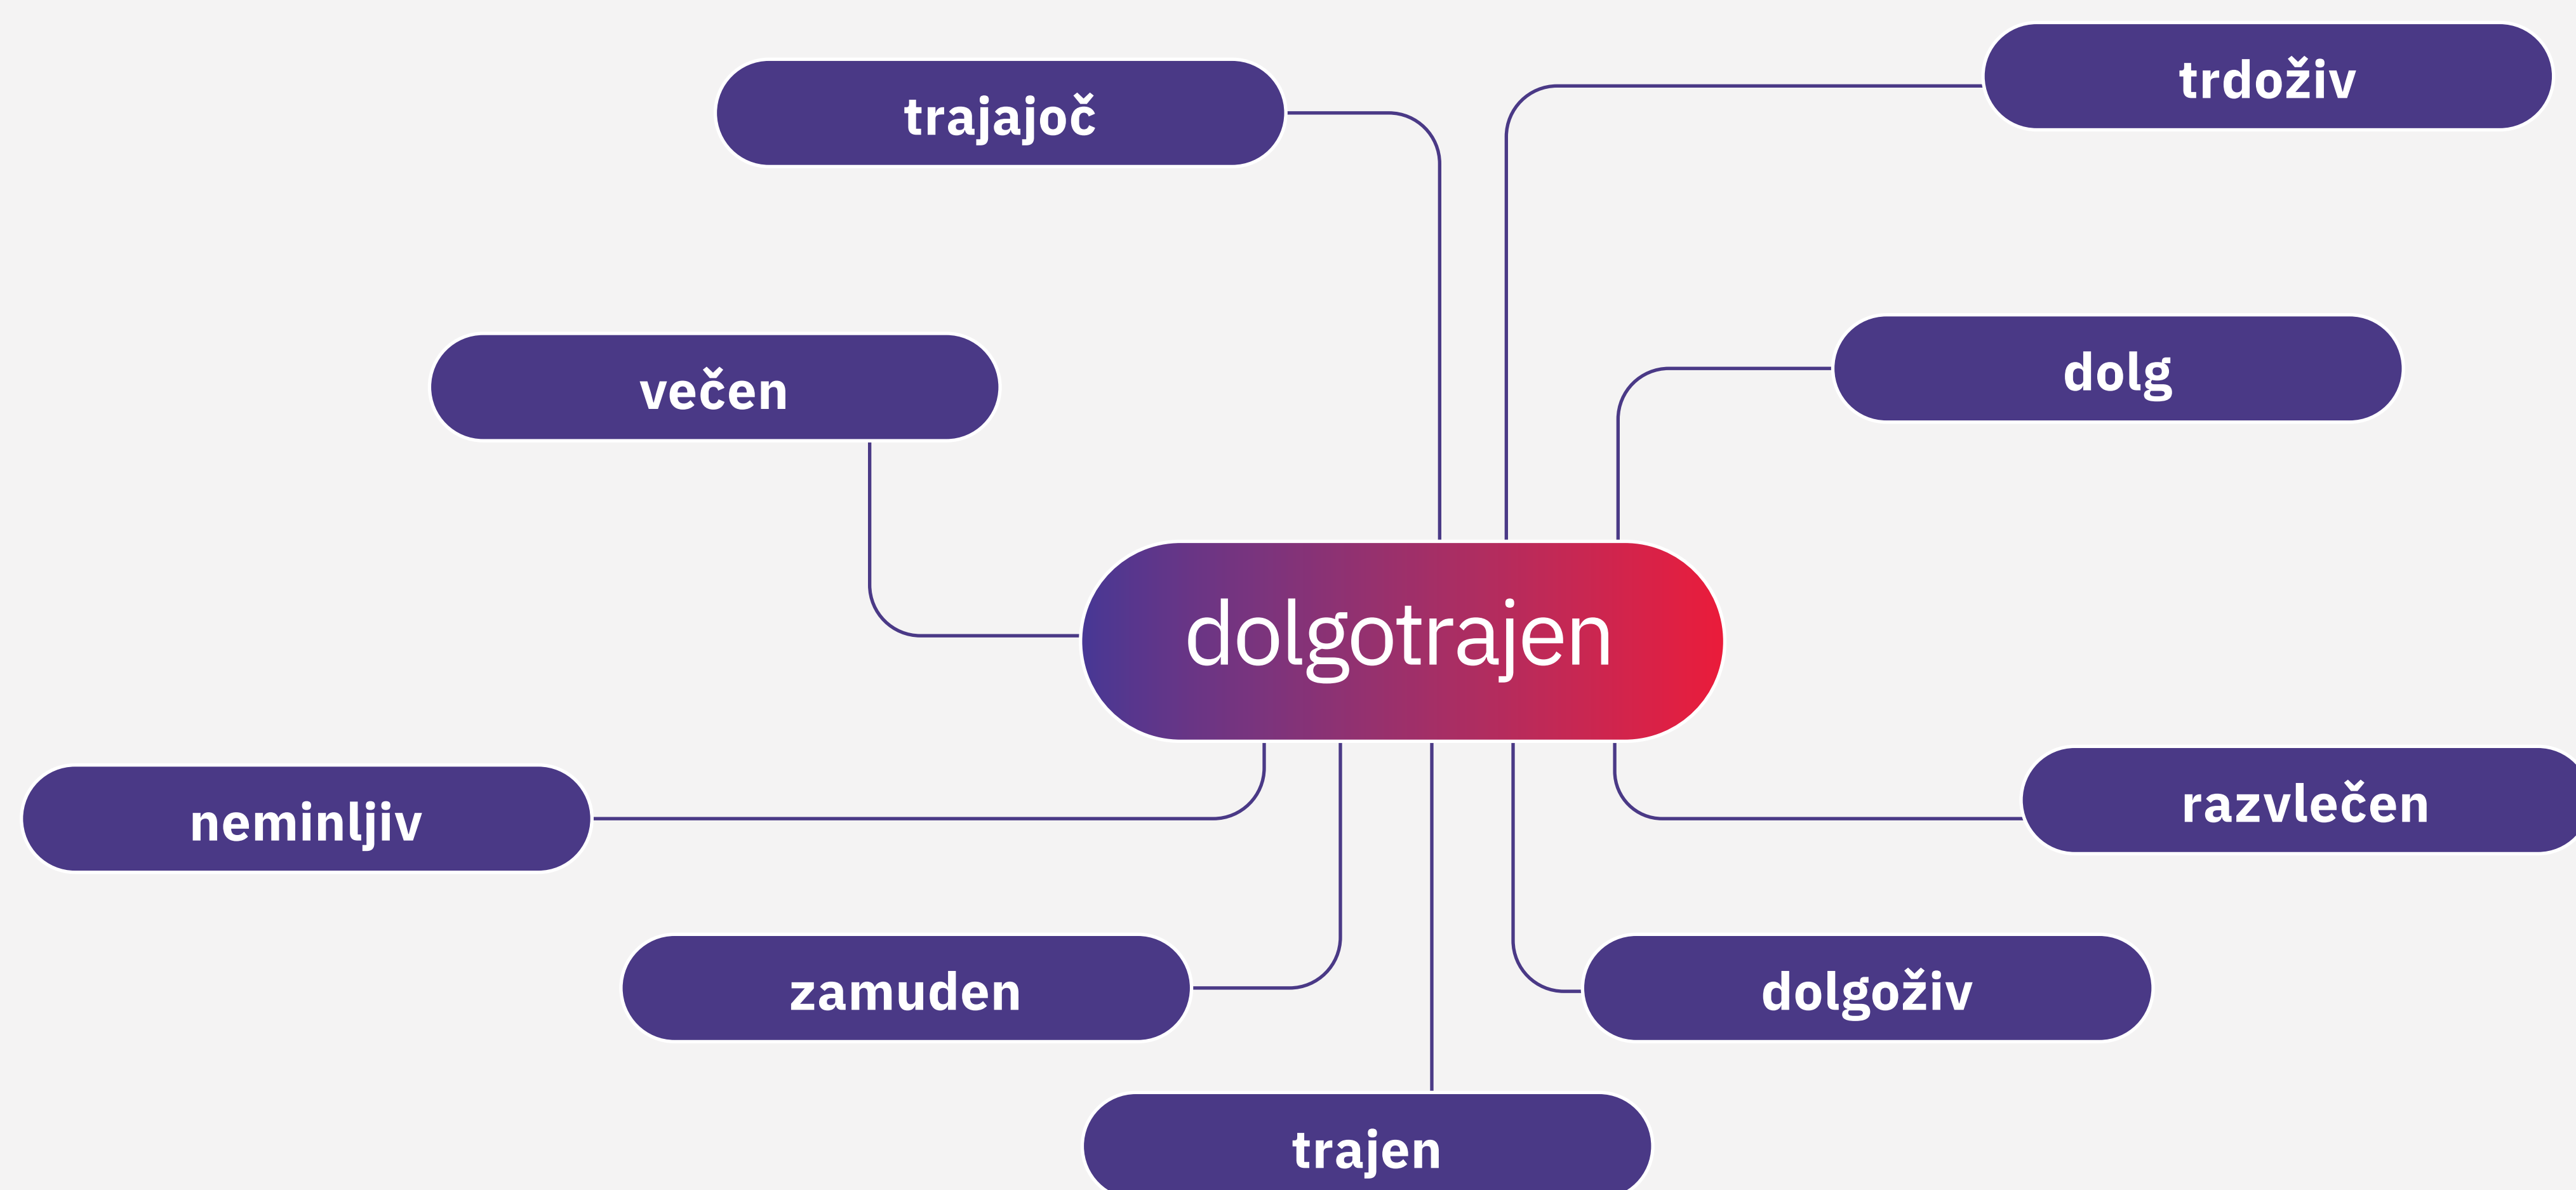 trdoživ
trajajoč
dolg
večen
dolgotrajen
razvlečen
neminljiv
zamuden
dolgoživ
trajen